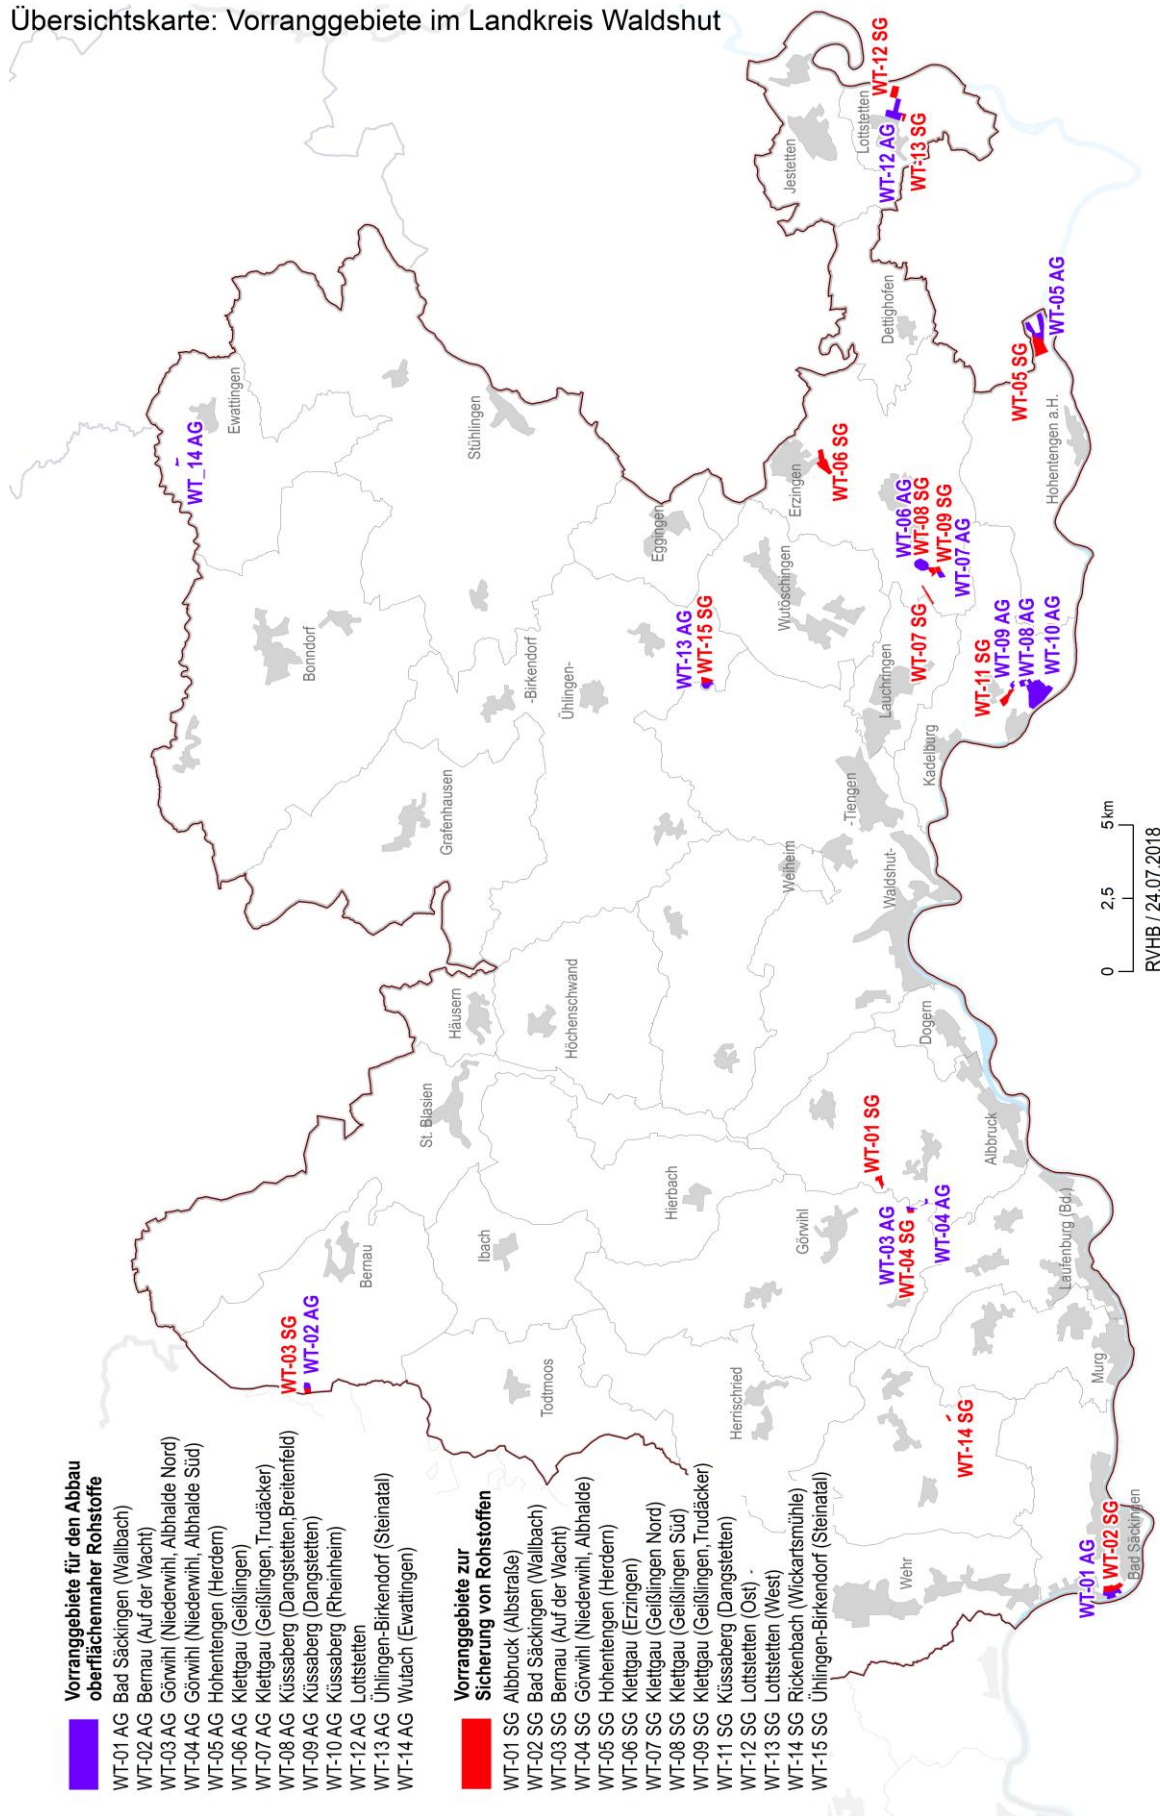 Übersichtskarte: Vorranggebiete im Landkreis Waldshut
Vorranggebiete für den Abbau
oberflächennaher Rohstoffe
WT-01 AG Bad Säckingen (Wallbach)
WT-02 AG Bernau (Auf der Wacht)
WT-03 AG Görwihl (Niederwihl, Albhalde Nord)
WT-04 AG Görwihl (Niederwihl, Albhalde Süd)
WT-05 AG Hohentengen (Herdern)
WT-06 AG Klettgau (Geißlingen)
WT-07 AG Klettgau (Geißlingen,Trudäcker)
WT-08 AG Küssaberg (Dangstetten,Breitenfeld)
WT-09 AG Küssaberg (Dangstetten)
WT-10 AG Küssaberg (Rheinheim)
WT-12 AG Lottstetten
WT-13 AG Ühlingen-Birkendorf (Steinatal)
WT-14 AG Wutach (Ewattingen)
Vorranggebiete zur
Sicherung von Rohstoffen
WT-01 SG Albbruck (Albstraße)
WT-02 SG Bad Säckingen (Wallbach)
WT-03 SG Bernau (Auf der Wacht)
WT-04 SG Görwihl (Niederwihl, Albhalde)
WT-05 SG Hohentengen (Herdern)
WT-06 SG Klettgau (Erzingen)
WT-07 SG Klettgau (Geißlingen Nord)
WT-08 SG Klettgau (Geißlingen Süd)
WT-09 SG Klettgau (Geißlingen,Trudäcker)
WT-11 SG Küssaberg (Dangstetten)
WT-12 SG Lottstetten (Ost) -
WT-13 SG Lottstetten (West)
WT-14 SG Rickenbach (Wickartsmühle)
WT-15 SG Ühlingen-Birkendorf (Steinatal)
WT_14 AG
Ewattingen
Bonndorf
Stühlingen
Grafenhausen
-Birkendorf
Ühlingen-
Eggingen
WT-13 AG
WT-15 SG
Häusern
Höchenschwand
St. Blasien
Bernau
WT-03 SG
WT-02 AG
Ibach
Todtmoos
Hierbach
Herrischried
Görwihl
WT-01 SG
WT-03 AG
WT-04 SG
WT-04 AG
WT-14 SG
Wehr
WT-01 AG
WT-02 SG
Bad Säckingen
Murg
Laufenburg (Bd.)
Albbruck
Dogern
Weilheim
Waldshut-
-Tiengen
Kadelburg
Lauchringen
Wutöschingen
Erzingen
WT-06 SG
WT-06 AG
WT-08 SG
WT-09 SG
WT-07 AG
WT-07 SG
WT-11 SG
WT-09 AG
WT-08 AG
WT-10 AG
Hohentengen a.H.
WT-05 SG
WT-05 AG
Dettighofen
Jestetten
Lottstetten
WT-12 SG
WT-12 AG
WT-13 SG
0 2,5 5 km
RVHB / 24.07.2018